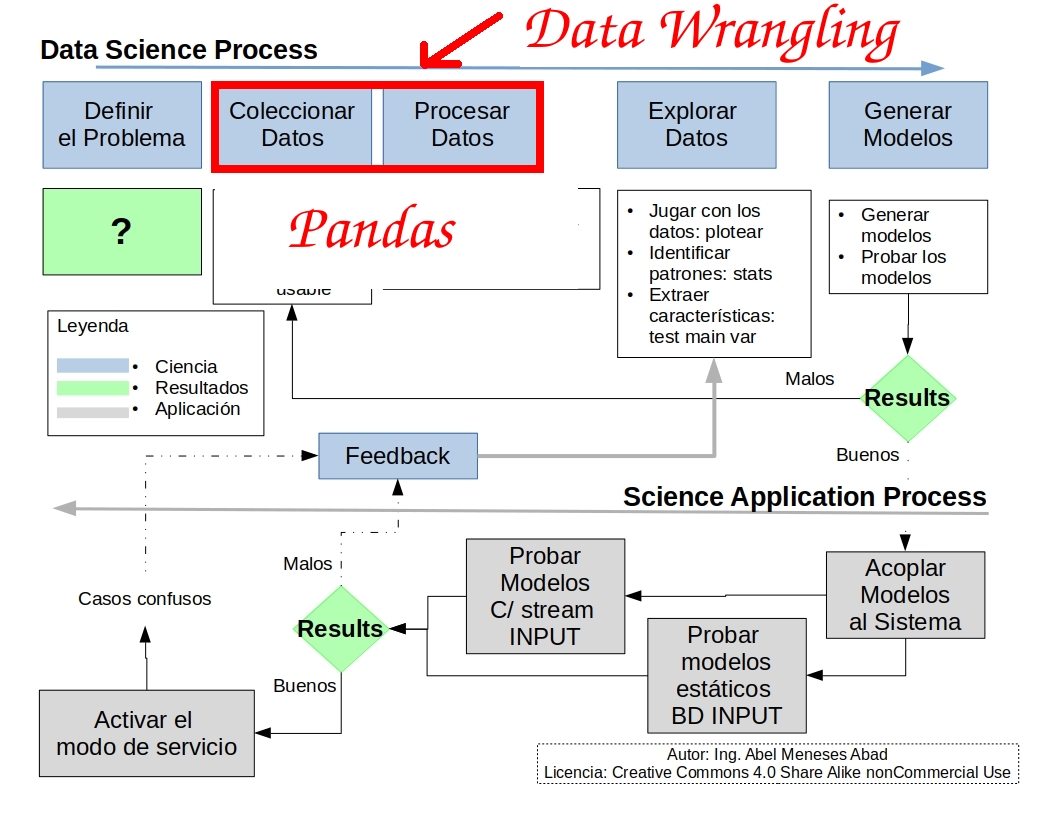 Data Wrangling
Data Science Process
Definir
el Problema
Coleccionar
Datos
Procesar
Datos
Explorar
Datos
Generar
Modelos
?
Pandas
usable
• Jugar con los
datos: plotear
• Identificar
patrones: stats
• Extraer
características:
test main var
• Generar
modelos
• Probar los
modelos
Leyenda
• Ciencia
• Resultados
• Aplicación
Malos
Results
Buenos
Feedback
Science Application Process
Malos
Casos confusos
Results
Buenos
Probar
Modelos
C/ stream
INPUT
Acoplar
Modelos
al Sistema
Probar
modelos
estáticos
BD INPUT
Activar el
modo de servicio
Autor: Ing. Abel Meneses Abad
Licencia: Creative Commons 4.0 Share Alike nonCommercial Use